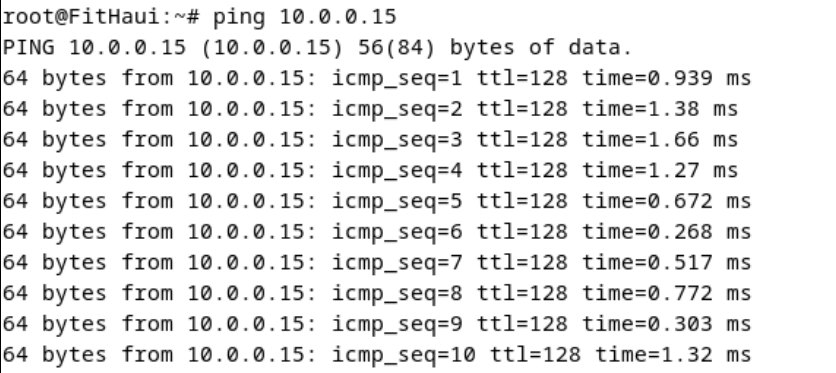 root@FitHaui:~# ping 10.0.0.15
PING 10.0.0.15 (10.0.0.15) 56(84) bytes of data.
64 bytes from 10.0.0.15: icmp_seq=1 ttl=128 time=0.939 ms
64 bytes from 10.0.0.15: icmp_seq=2 ttl=128 time=1.38 ms
64 bytes from 10.0.0.15: icmp_seq=3 ttl=128 time=1.66 ms
64 bytes from 10.0.0.15: icmp_seq=4 ttl=128 time=1.27 ms
64 bytes from 10.0.0.15: icmp_seq=5 ttl=128 time=0.672 ms
64 bytes from 10.0.0.15: icmp_seq=6 ttl=128 time=0.268 ms
64 bytes from 10.0.0.15: icmp_seq=7 ttl=128 time=0.517 ms
64 bytes from 10.0.0.15: icmp_seq=8 ttl=128 time=0.772 ms
64 bytes from 10.0.0.15: icmp_seq=9 ttl=128 time=0.303 ms
64 bytes from 10.0.0.15: icmp_seq=10 ttl=128 time=1.32 ms